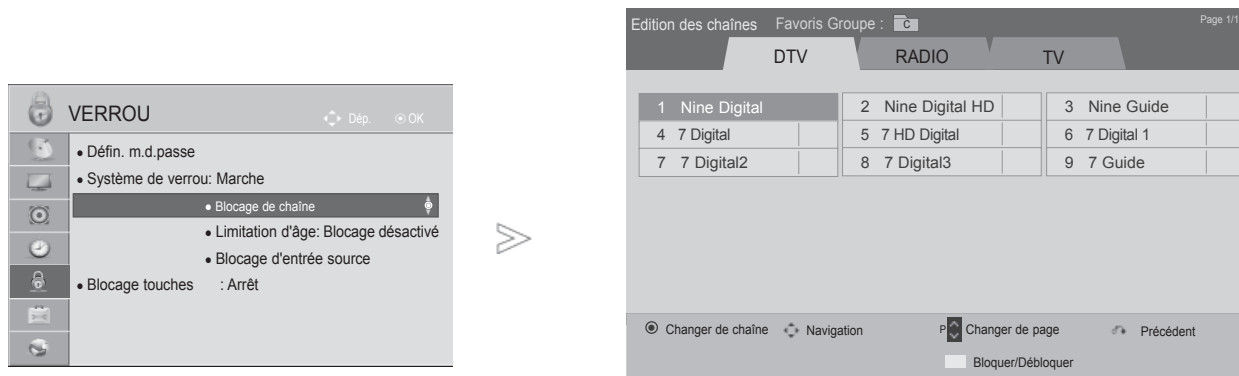 VERROU
Dép.
OK
• Défin. m.d.passe
• Système de verrou: Marche
• Blocage de chaîne
• Limitation d'âge: Blocage désactivé
• Blocage d'entrée source
• Blocage touches : Arrêt
Edition des chaînes Favoris Groupe : C
Page 1/1
DTV RADIO TV
1 Nine Digital 2 Nine Digital HD 3 Nine Guide
4 7 Digital 5 7 HD Digital 6 7 Digital 1
7 7 Digital2 8 7 Digital3 9 7 Guide
Changer de chaîne Navigation P Changer de page Précédent
Bloquer/Débloquer